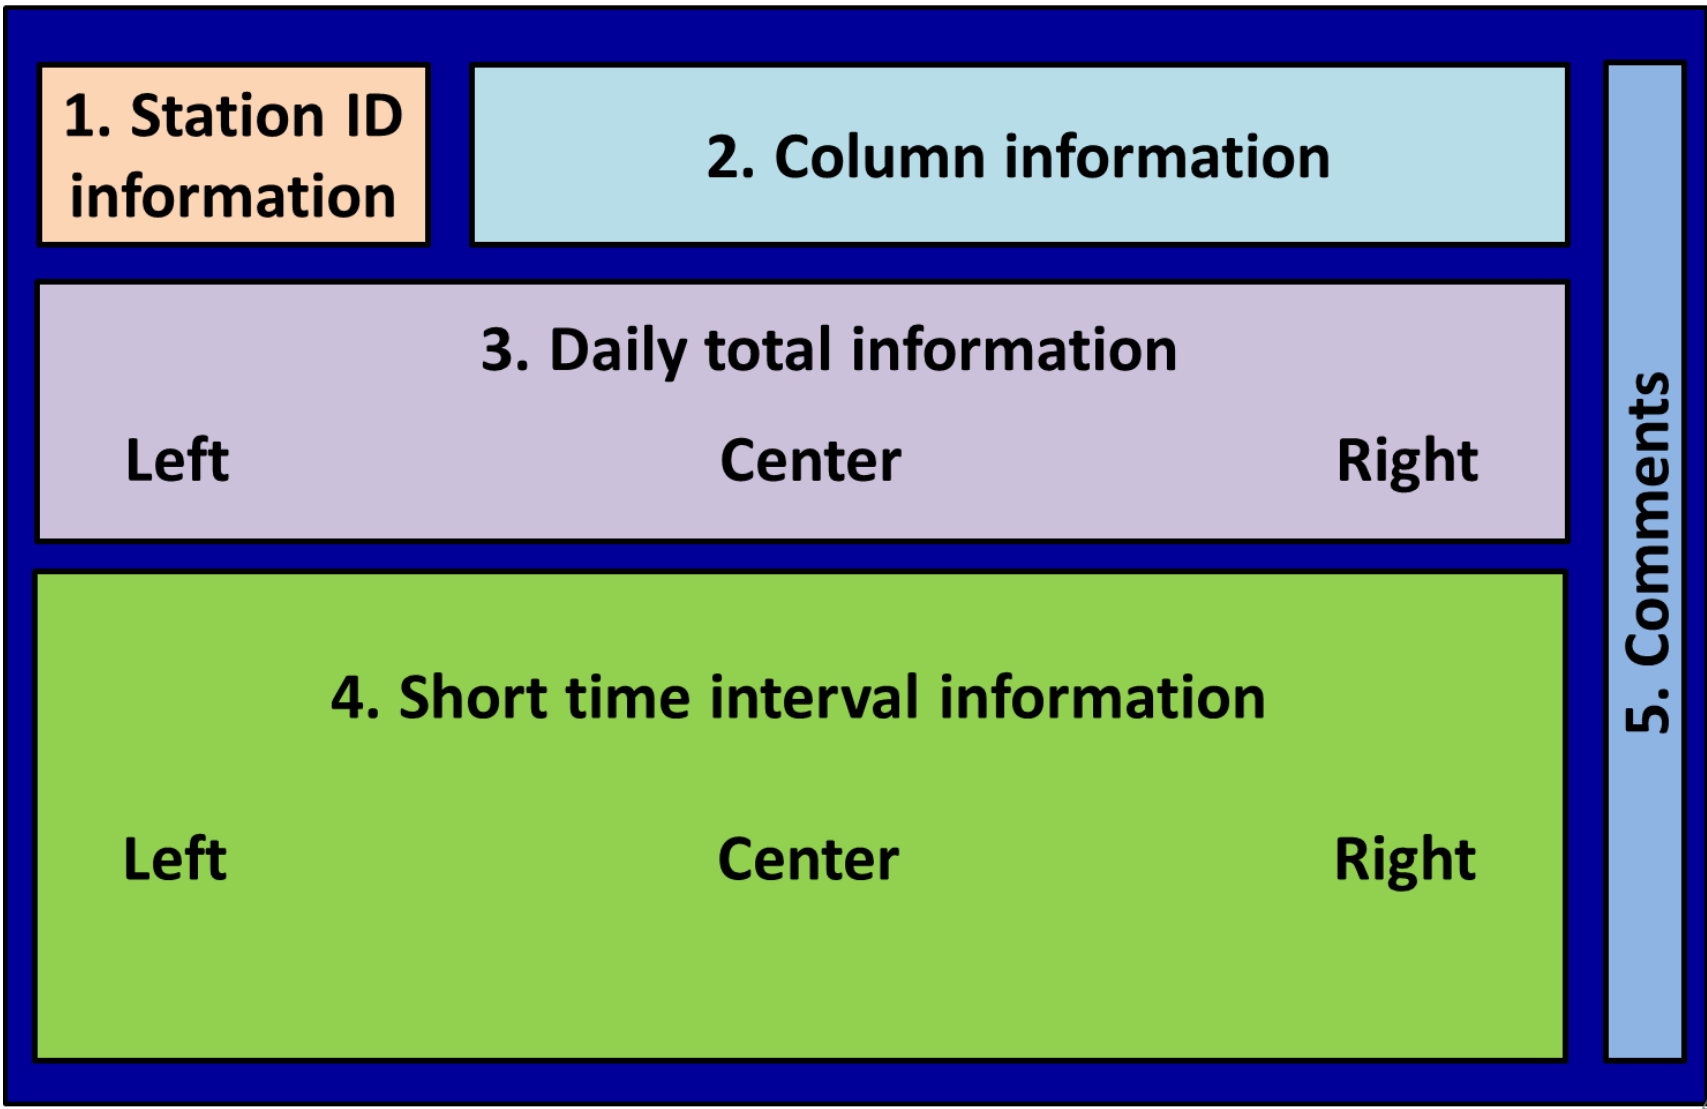 1. Station ID
information
2. Column information
3. Daily total information
Left Center Right
4. Short time interval information
Left Center Right
5. Comments